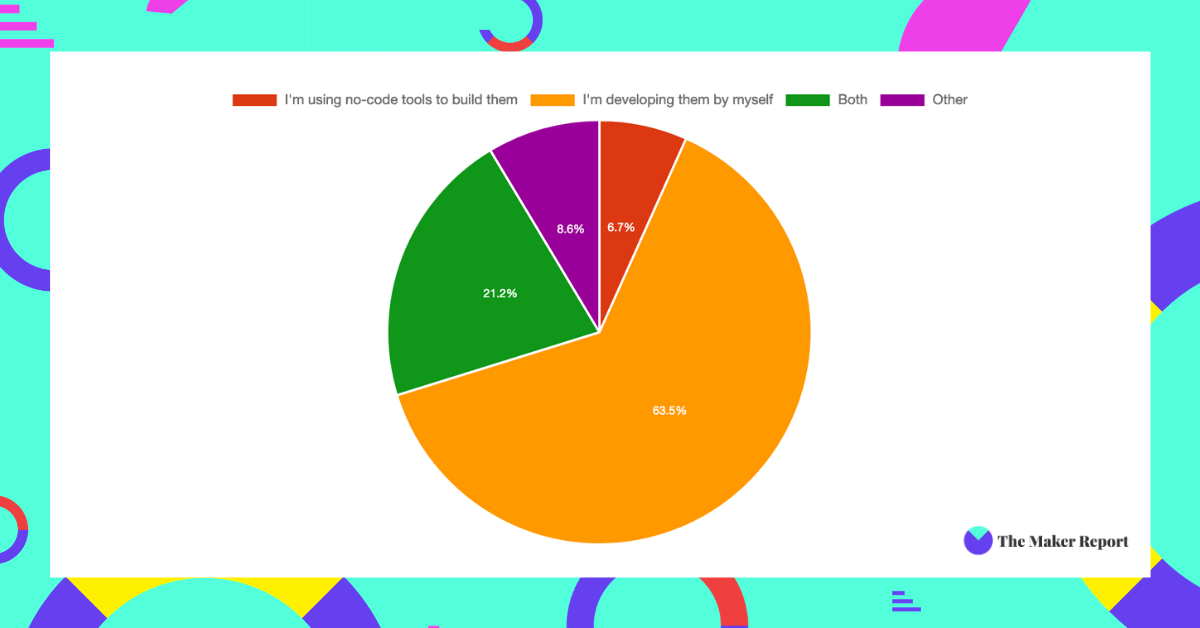 I'm using no-code tools to build them I'm developing them by myself Both Other
8.6% 6.7%
21.2%
63.5%
The Maker Report